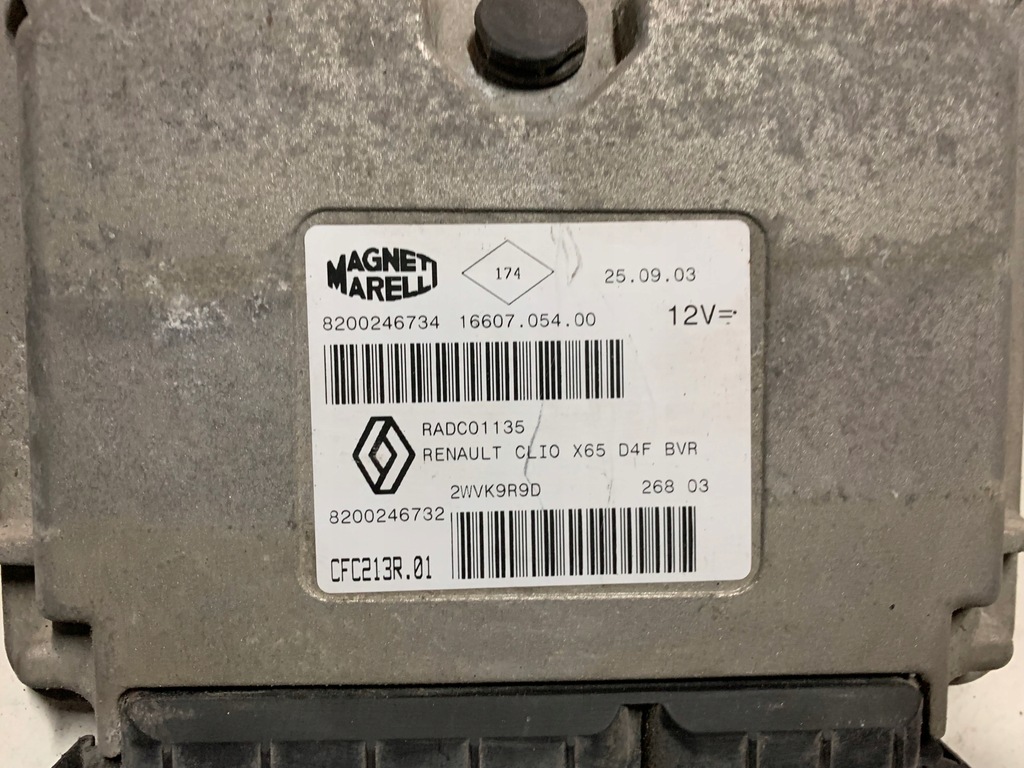 MAGNETI
MARELLI
174
25.09.03
8200246734 16607.054.00 12V
RADC01135
RENAULT CLIO X65 D4F BVR
2WVK9R9D 268 03
8200246732
CFC213R.01